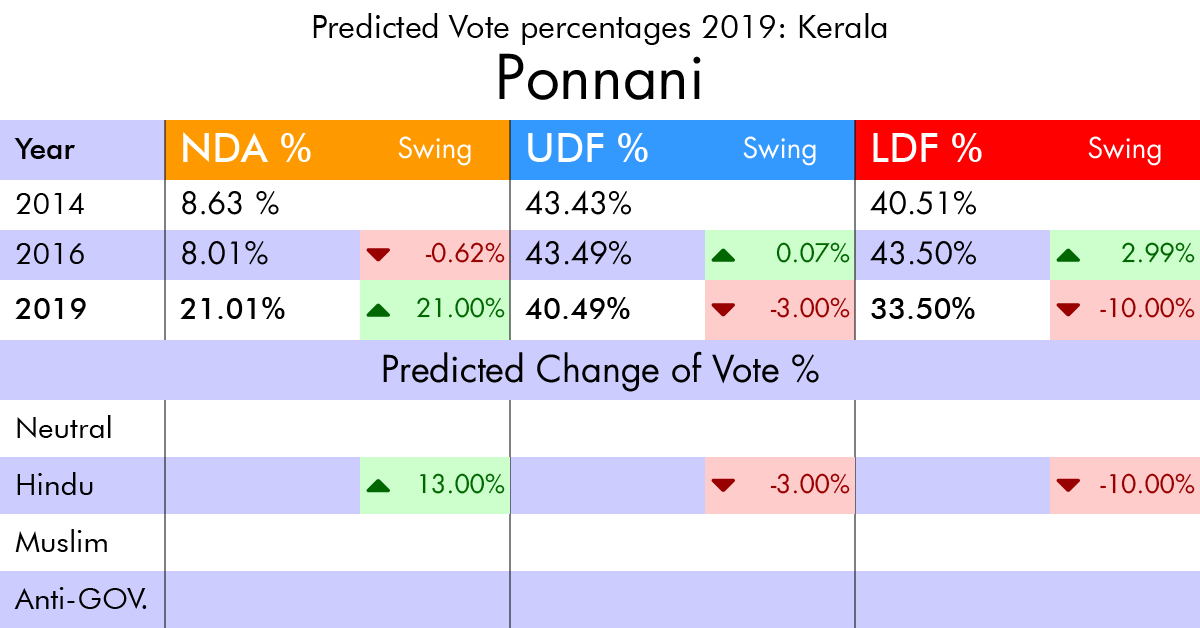 Predicted Vote percentages 2019: Kerala
Ponnani
Year NDA % Swing UDF % Swing LDF % Swing
2014 8.63 % 43.43% 40.51%
2016 8.01% -0.62% 43.49% 0.07% 43.50% 2.99%
2019 21.01% 21.00% 40.49% -3.00% 33.50% -10.00%
Predicted Change of Vote %
Neutral
Hindu 13.00% -3.00% -10.00%
Muslim
Anti-GOV.